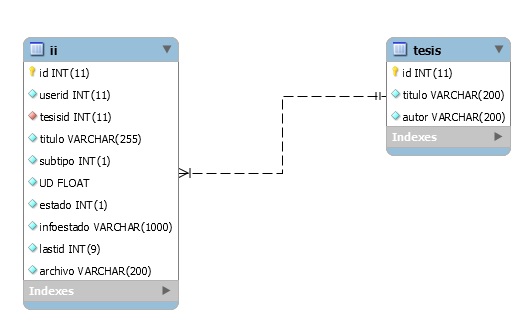 ii
id INT(11)
userid INT(11)
tesisid INT(11)
titulo VARCHAR(255)
subtipo INT(1)
UD FLOAT
estado INT(1)
infoestado VARCHAR(1000)
lastid INT(9)
archivo VARCHAR(200)
Indexes
tesis
id INT(11)
titulo VARCHAR(200)
autor VARCHAR(200)
Indexes